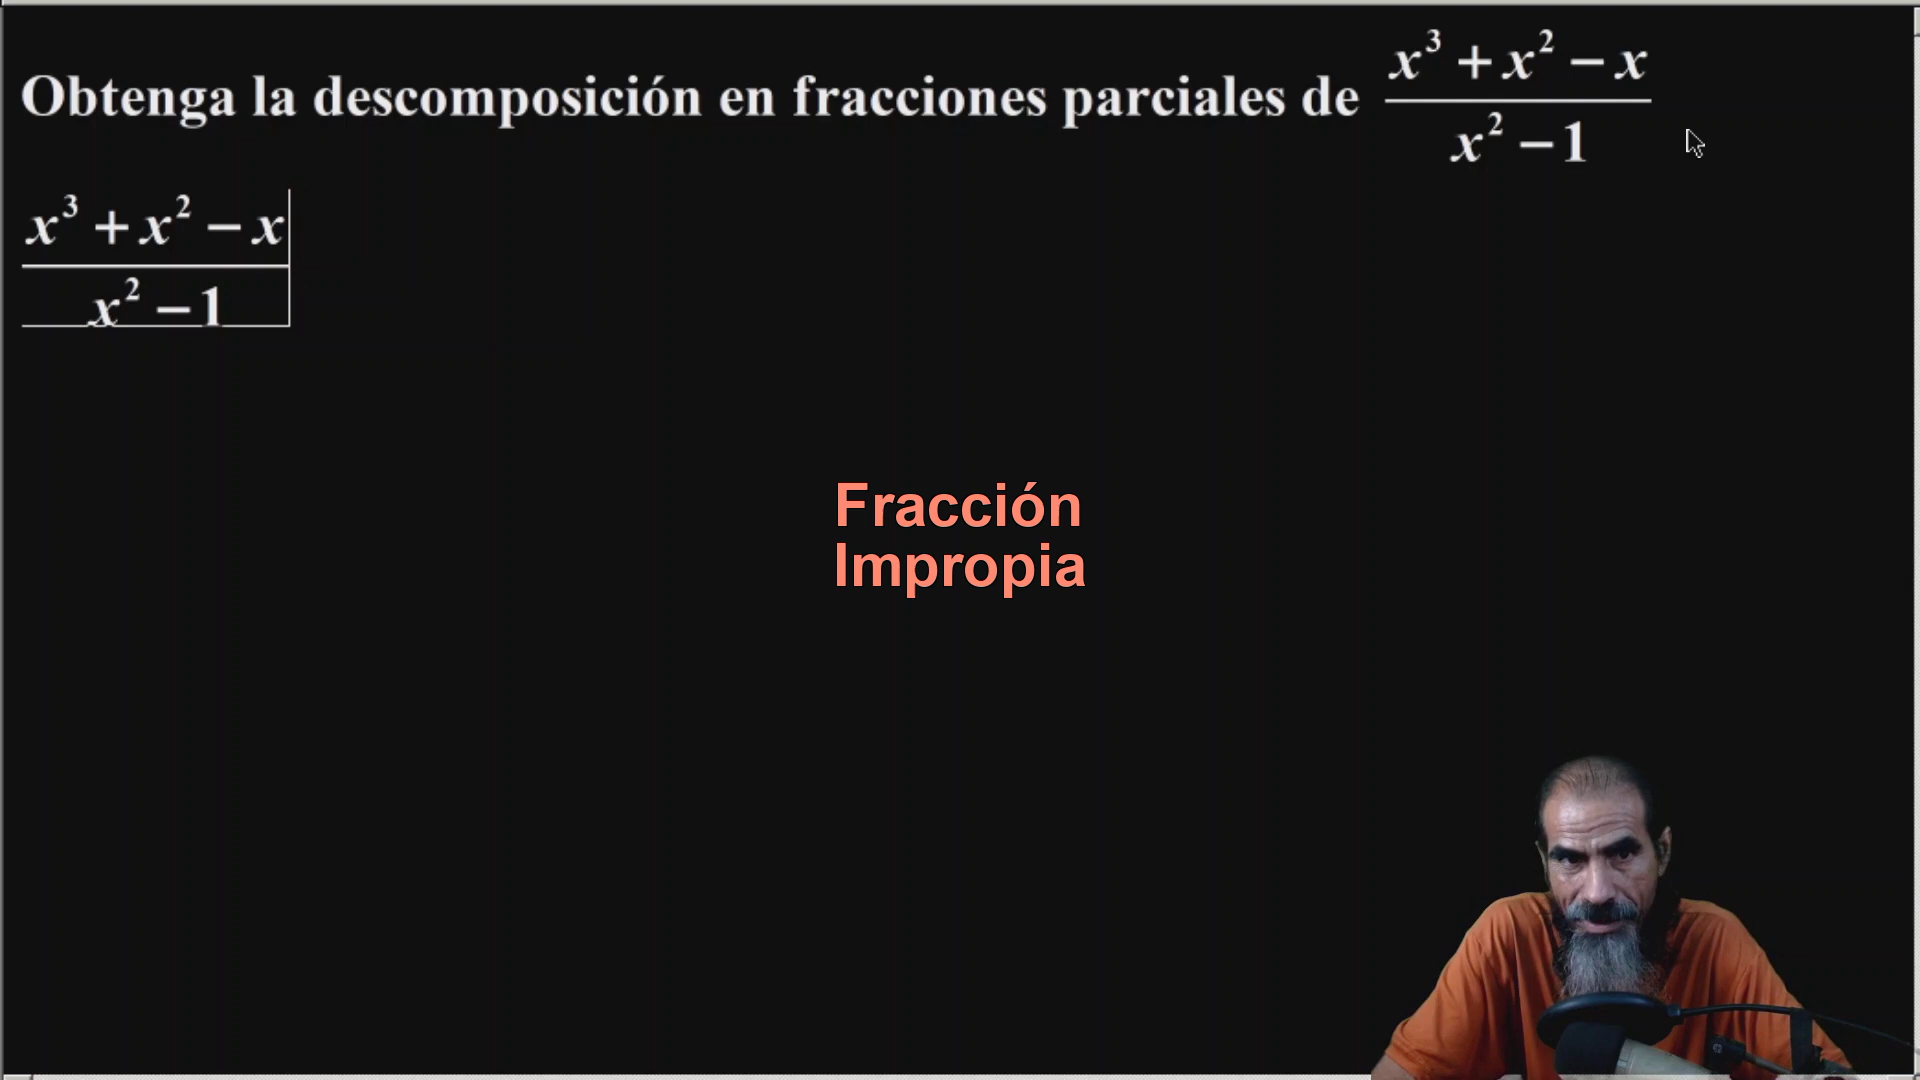 Obtenga la descomposición en fracciones parciales de (x³ + x² − x)/(x² − 1)
(x³ + x² − x)/(x² − 1)
Fracción
Impropia